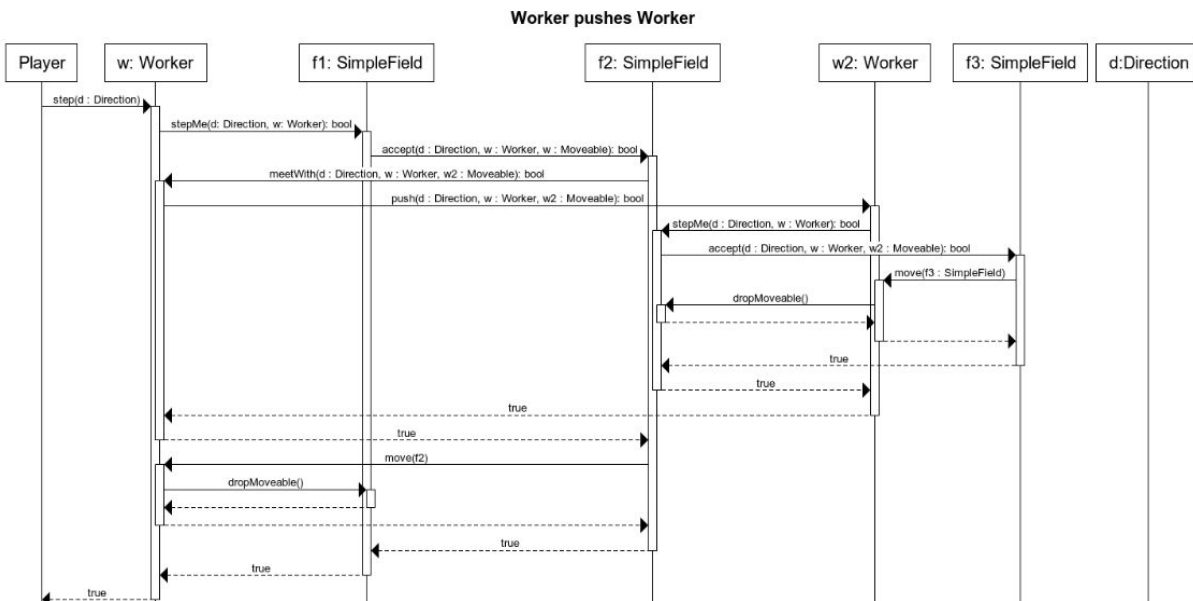 Worker pushes Worker
Player
w: Worker
f1: SimpleField
f2: SimpleField
w2: Worker
f3: SimpleField
d:Direction
step(d : Direction)
stepMe(d: Direction, w: Worker): bool
accept(d : Direction, w : Worker, w : Moveable): bool
meetWith(d : Direction, w : Worker, w2 : Moveable): bool
push(d : Direction, w : Worker, w2 : Moveable): bool
stepMe(d : Direction, w : Worker): bool
accept(d : Direction, w : Worker, w2 : Moveable): bool
move(f3 : SimpleField)
dropMoveable()
true
true
true
true
move(f2)
dropMoveable()
true
true
true